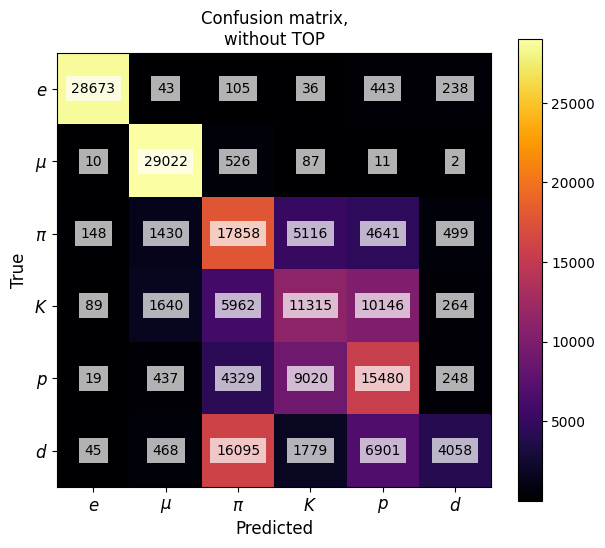 Confusion matrix,
without TOP
e 28673 43 105 36 443 238
μ 10 29022 526 87 11 2
π 148 1430 17858 5116 4641 499
K 89 1640 5962 11315 10146 264
p 19 437 4329 9020 15480 248
d 45 468 16095 1779 6901 4058
e μ π K p d
True
Predicted
25000
20000
15000
10000
5000